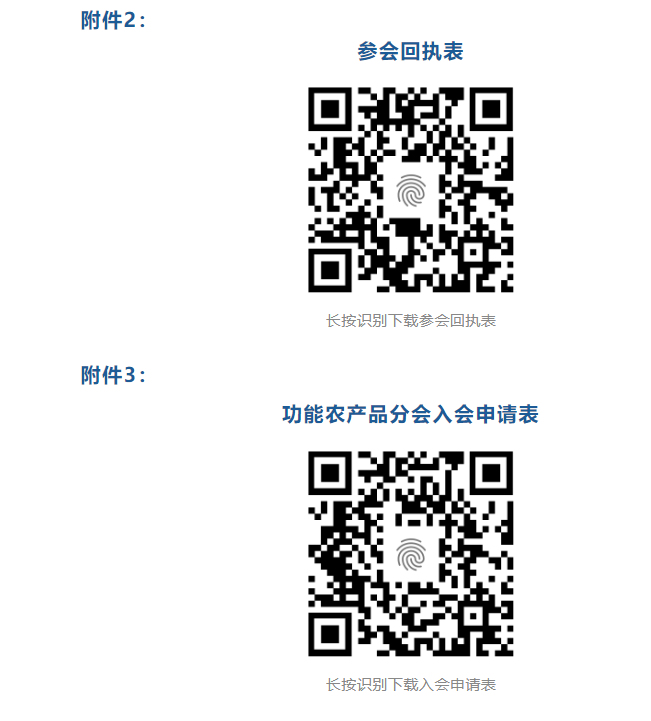 附件2：
参会回执表
长按识别下载参会回执表
附件3：
功能农产品分会入会申请表
长按识别下载入会申请表